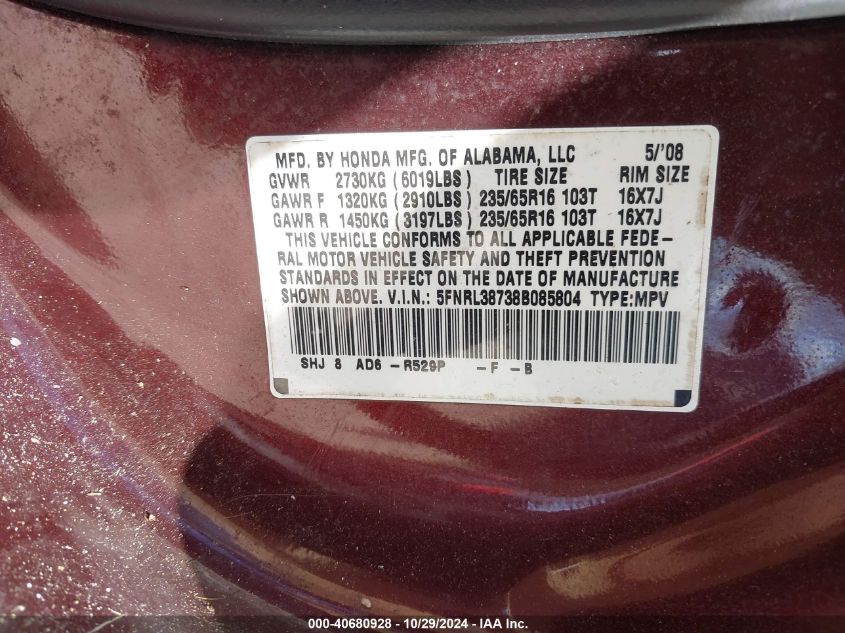 MFD. BY HONDA MFG. OF ALABAMA, LLC 5/'08
GVWR 2730KG (6019LBS) TIRE SIZE RIM SIZE
GAWR F 1320KG (2910LBS) 235/65R16 103T 16X7J
GAWR R 1450KG (3197LBS) 235/65R16 103T 16X7J
THIS VEHICLE CONFORMS TO ALL APPLICABLE FEDE-
RAL MOTOR VEHICLE SAFETY AND THEFT PREVENTION
STANDARDS IN EFFECT ON THE DATE OF MANUFACTURE
SHOWN ABOVE. V.I.N.: 5FNRL38738B085804 TYPE:MPV
SHJ 8 AD6 -R529P -F -B
000-40680928 - 10/29/2024 - IAAI.com